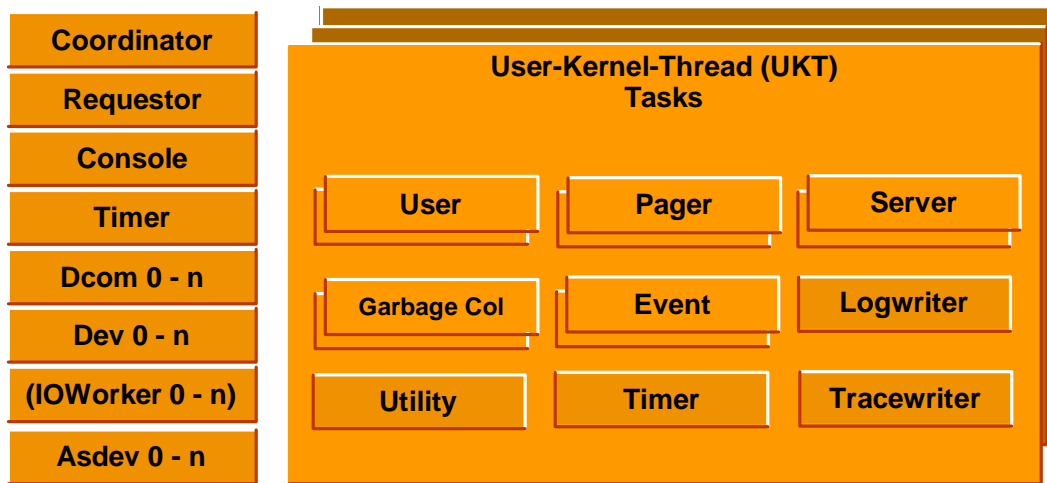 Coordinator
Requestor
Console
Timer
Dcom 0 - n
Dev 0 - n
(IOWorker 0 - n)
Asdev 0 - n
User-Kernel-Thread (UKT)
Tasks
User
Pager
Server
Garbage Col
Event
Logwriter
Utility
Timer
Tracewriter